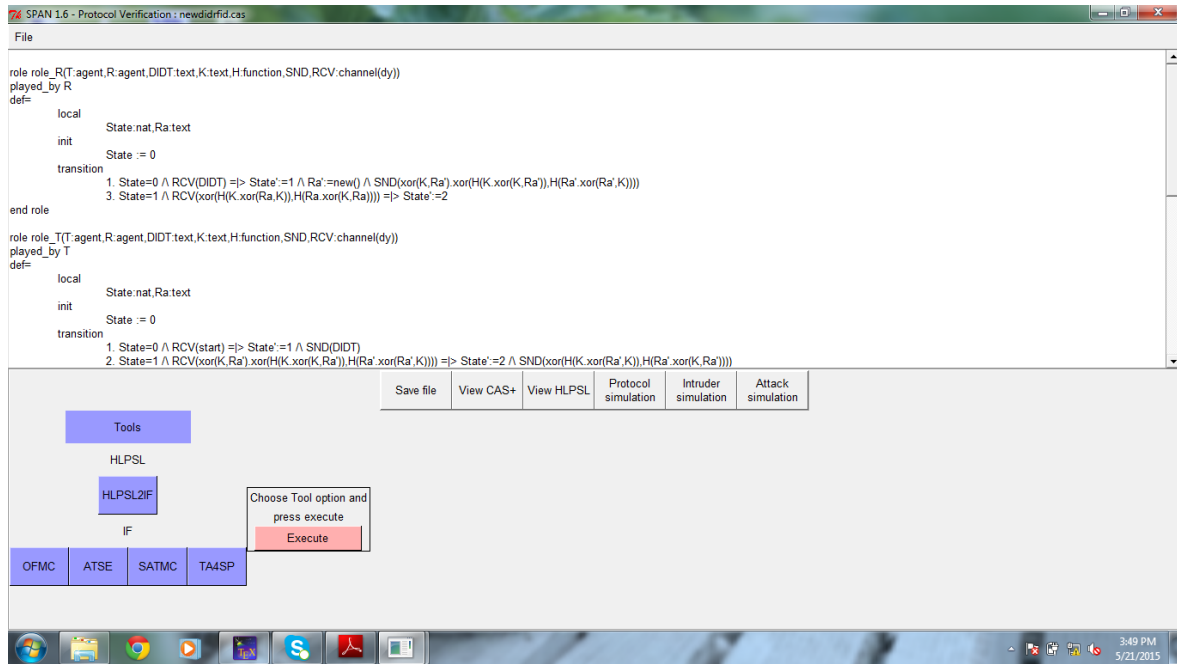 SPAN 1.6 - Protocol Verification : newdidrfid.cas
File
role role_R(T:agent,R:agent,DIDT:text,K:text,H:function,SND,RCV:channel(dy))
played_by R
def=
local
State:nat,Ra:text
init
State := 0
transition
1. State=0 /\ RCV(DIDT) =|> State':=1 /\ Ra':=new() /\ SND(xor(K,Ra').xor(H(K.xor(K,Ra')),H(Ra'.xor(Ra',K))))
3. State=1 /\ RCV(xor(H(K.xor(Ra,K)),H(Ra.xor(K,Ra)))) =|> State':=2
end role
role role_T(T:agent,R:agent,DIDT:text,K:text,H:function,SND,RCV:channel(dy))
played_by T
def=
local
State:nat,Ra:text
init
State := 0
transition
1. State=0 /\ RCV(start) =|> State':=1 /\ SND(DIDT)
2. State=1 /\ RCV(xor(K,Ra').xor(H(K.xor(K,Ra')),H(Ra'.xor(Ra',K)))) =|> State':=2 /\ SND(xor(H(K.xor(Ra',K)),H(Ra'.xor(K,Ra'))))
Save file View CAS+ View HLPSL Protocol simulation Intruder simulation Attack simulation
Tools
HLPSL
HLPSL2IF
Choose Tool option and
press execute
IF
Execute
OFMC ATSE SATMC TA4SP
TEX
3:49 PM
5/21/2015